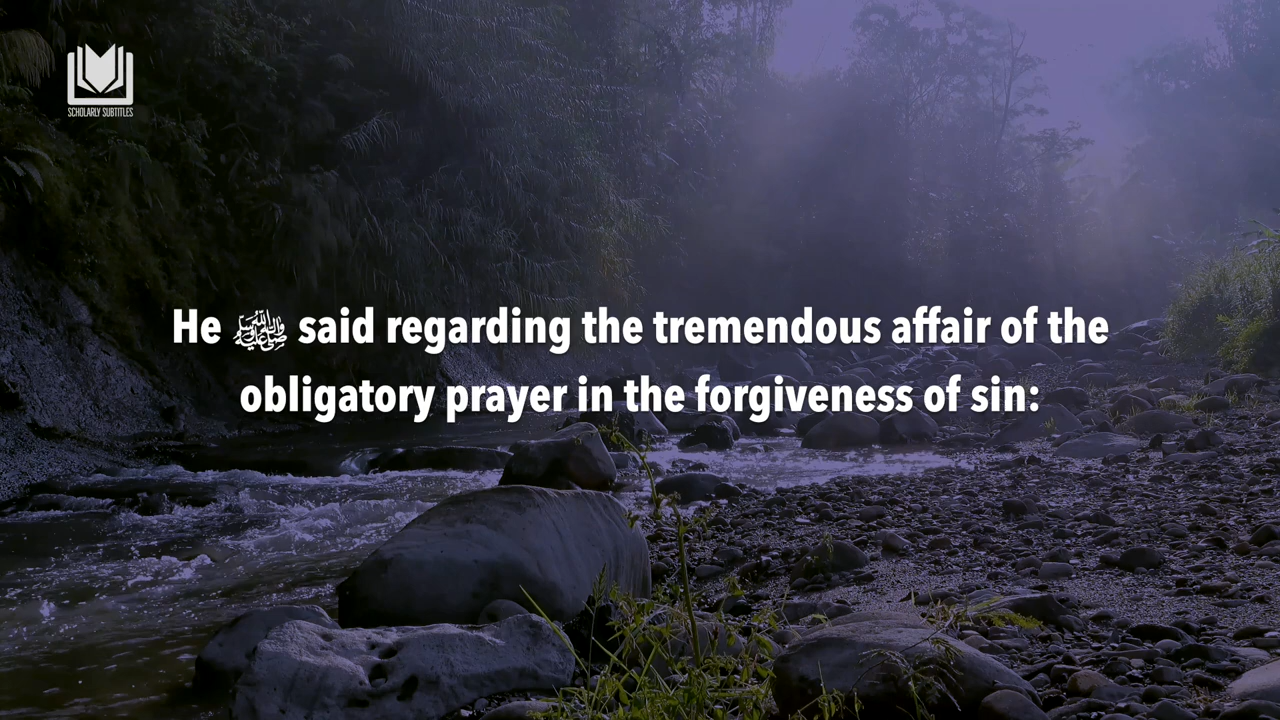 SCHOLARLY SUBTITLES
He ﷺ said regarding the tremendous affair of the
obligatory prayer in the forgiveness of sin: